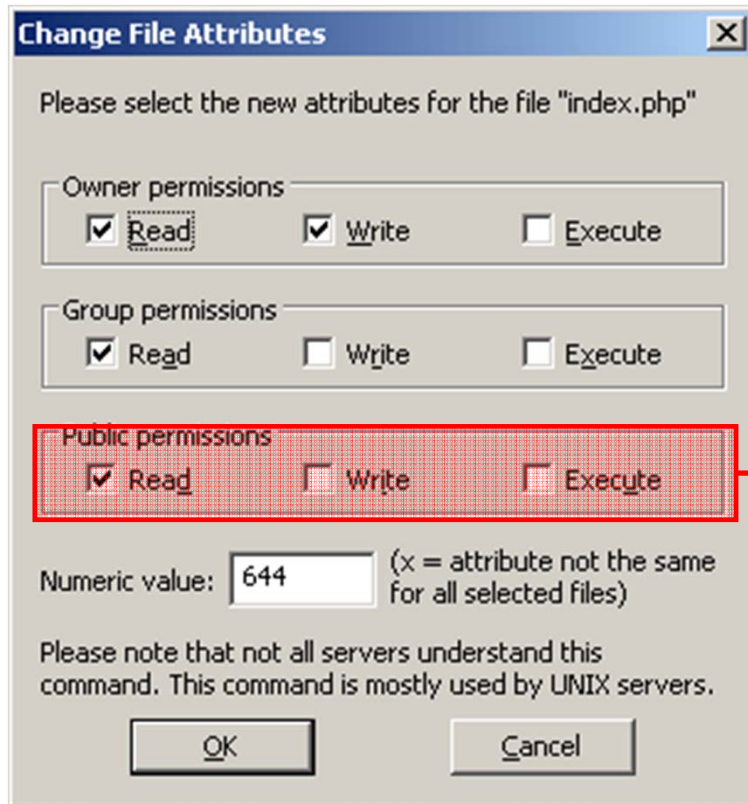 Change File Attributes
Please select the new attributes for the file "index.php"
Owner permissions
Read Write Execute
Group permissions
Read Write Execute
Public permissions
Read Write Execute
Numeric value: 644 (x = attribute not the same
for all selected files)
Please note that not all servers understand this
command. This command is mostly used by UNIX servers.
OK Cancel